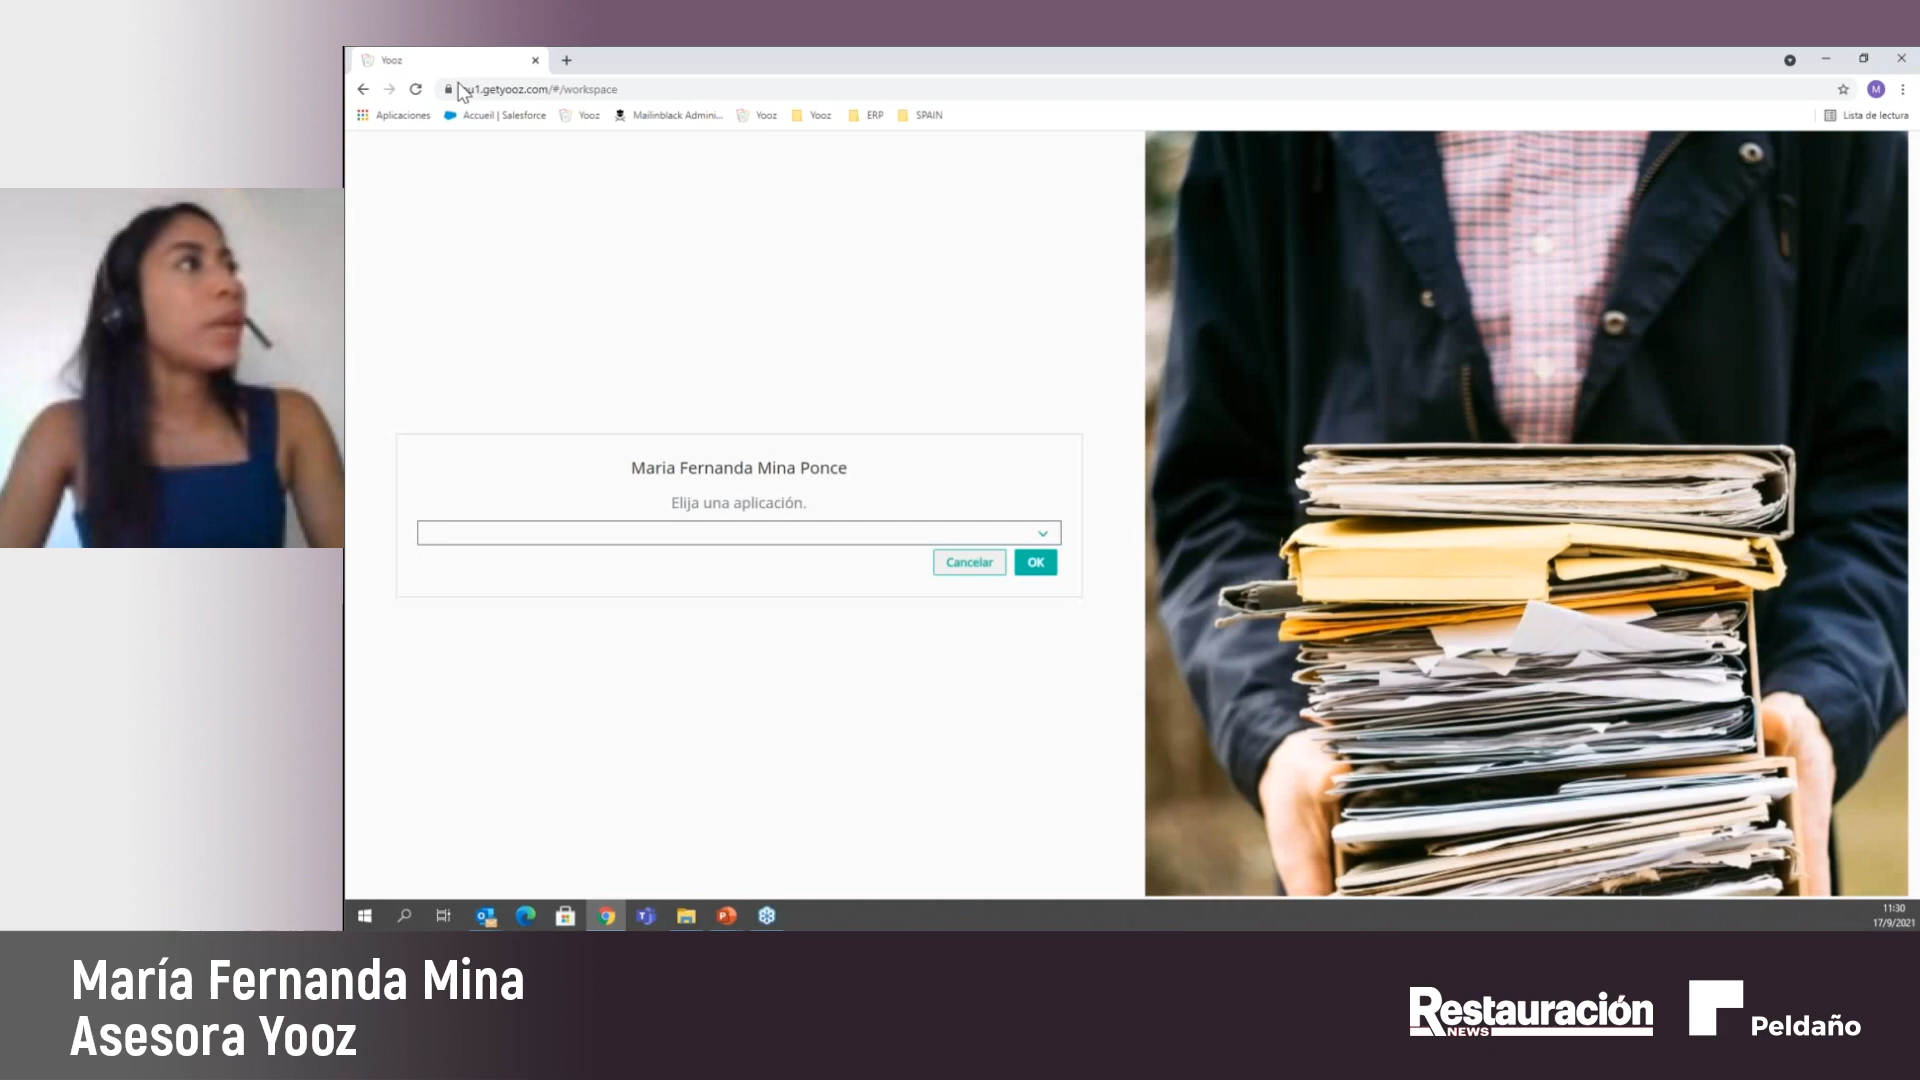 Yooz
u1.getyooz.com/#/workspace
M
Aplicaciones
Accueil | Salesforce
Yooz
Mailinblack Admini...
Yooz
Yooz
ERP
SPAIN
Lista de lectura
Maria Fernanda Mina Ponce
Elija una aplicación.
Cancelar
OK
11:30
17/9/2021
María Fernanda Mina
Asesora Yooz
Restauración
NEWS
Peldaño